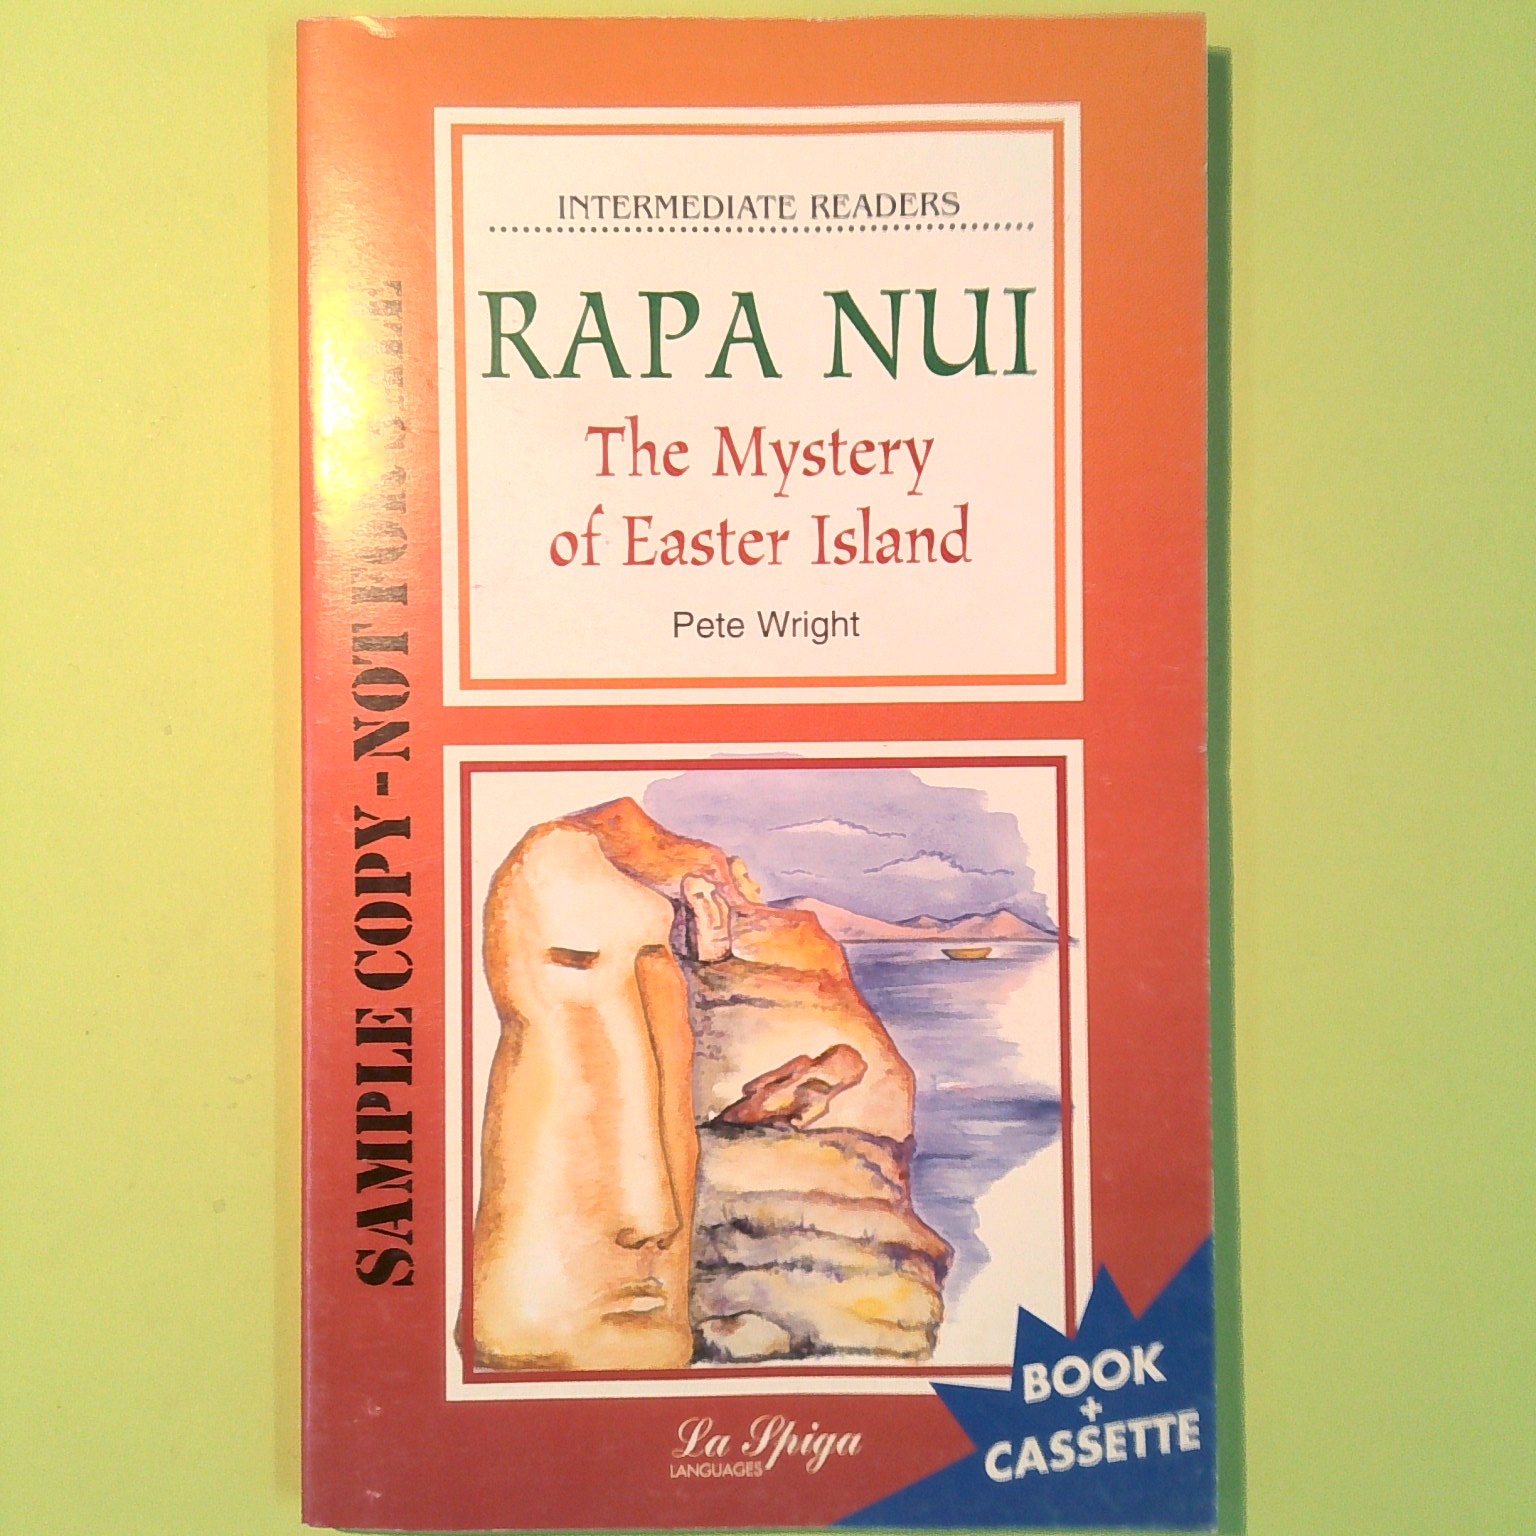 INTERMEDIATE READERS
RAPA NUI
The Mystery
of Easter Island
Pete Wright
SAMPLE COPY - NOT FOR SALE
BOOK
+
CASSETTE
La Spiga
LANGUAGES